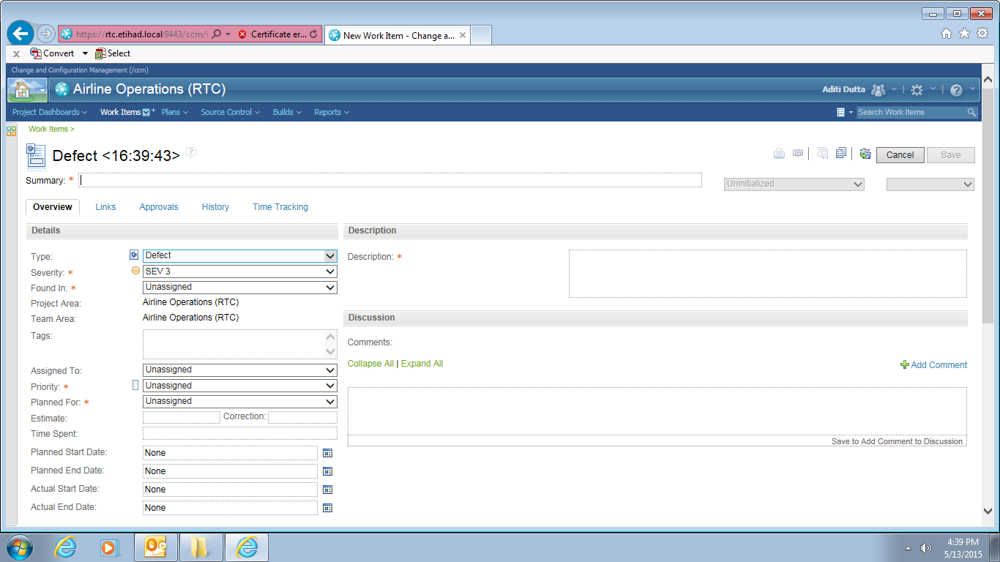 https://rtc.etihad.local:9443/ccm/ Certificate er... New Work Item - Change a...
x Convert Select
Change and Configuration Management (/ccm)
Airline Operations (RTC) Aditi Dutta
Project Dashboards Work Items * Plans Source Control Builds Reports Search Work Items
Work Items >
Defect <16:39:43> ?
Cancel Save
Summary: *
Uninitialized
Overview Links Approvals History Time Tracking
Details
Type: Defect
Severity: * SEV 3
Found In: * Unassigned
Project Area: Airline Operations (RTC)
Team Area: Airline Operations (RTC)
Tags:
Assigned To: Unassigned
Priority: * Unassigned
Planned For: * Unassigned
Estimate: Correction:
Time Spent:
Planned Start Date: None
Planned End Date: None
Actual Start Date: None
Actual End Date: None
Description
Description: *
Discussion
Comments:
Collapse All | Expand All
Add Comment
Save to Add Comment to Discussion
4:39 PM
5/13/2015